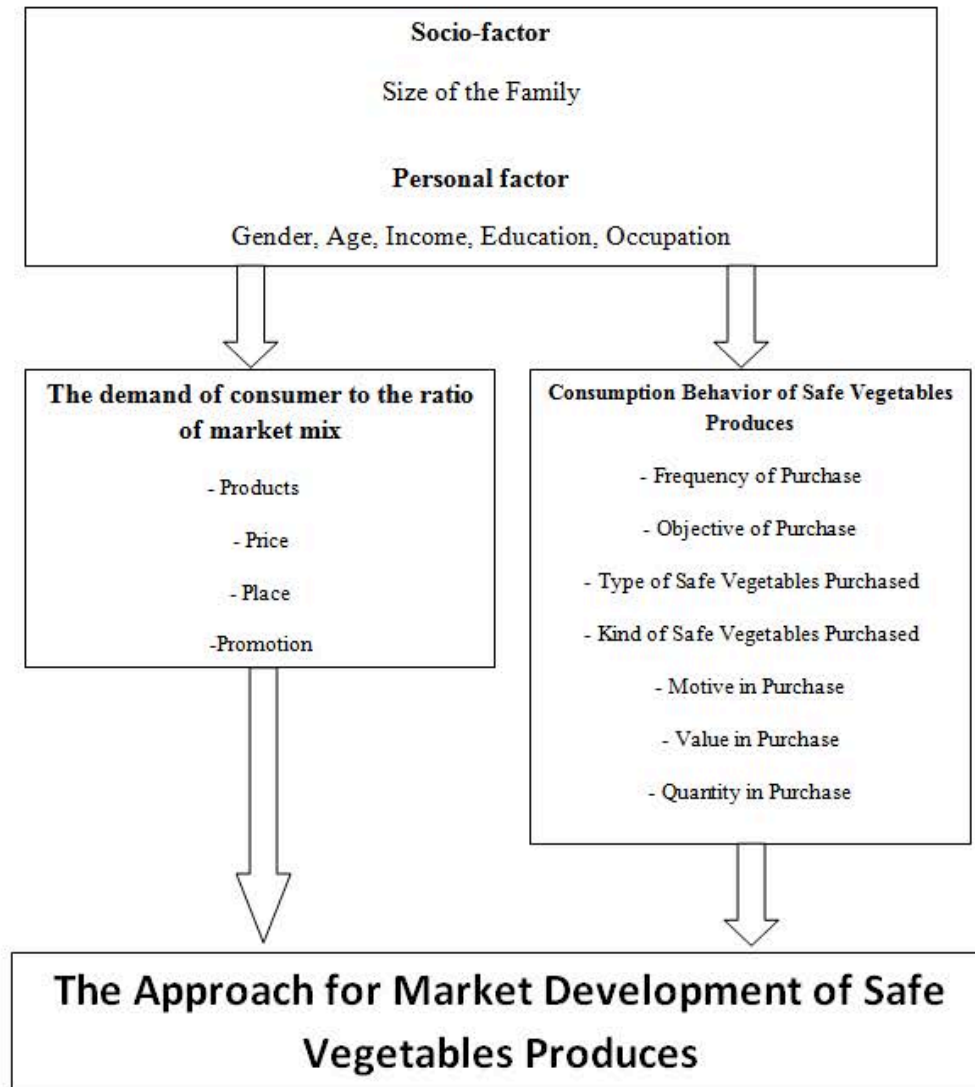 Socio-factor
Size of the Family
Personal factor
Gender, Age, Income, Education, Occupation
The demand of consumer to the ratio
of market mix
- Products
- Price
- Place
-Promotion
Consumption Behavior of Safe Vegetables
Produces
- Frequency of Purchase
- Objective of Purchase
- Type of Safe Vegetables Purchased
- Kind of Safe Vegetables Purchased
- Motive in Purchase
- Value in Purchase
- Quantity in Purchase
The Approach for Market Development of Safe
Vegetables Produces